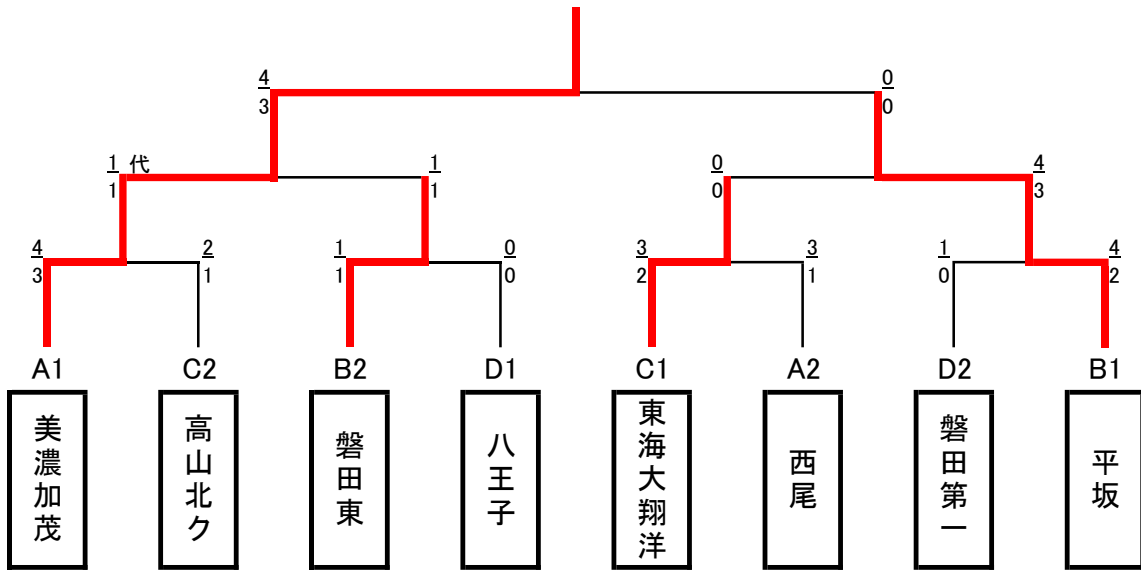 4 0
3 0
1 代 1 0 4
1 1 0 3
4 2 1 0 3 3 1 4
3 1 1 0 2 1 0 2
A1 C2 B2 D1 C1 A2 D2 B1
美濃加茂
高山北ク
磐田東
八王子
東海大翔洋
西尾
磐田第一
平坂